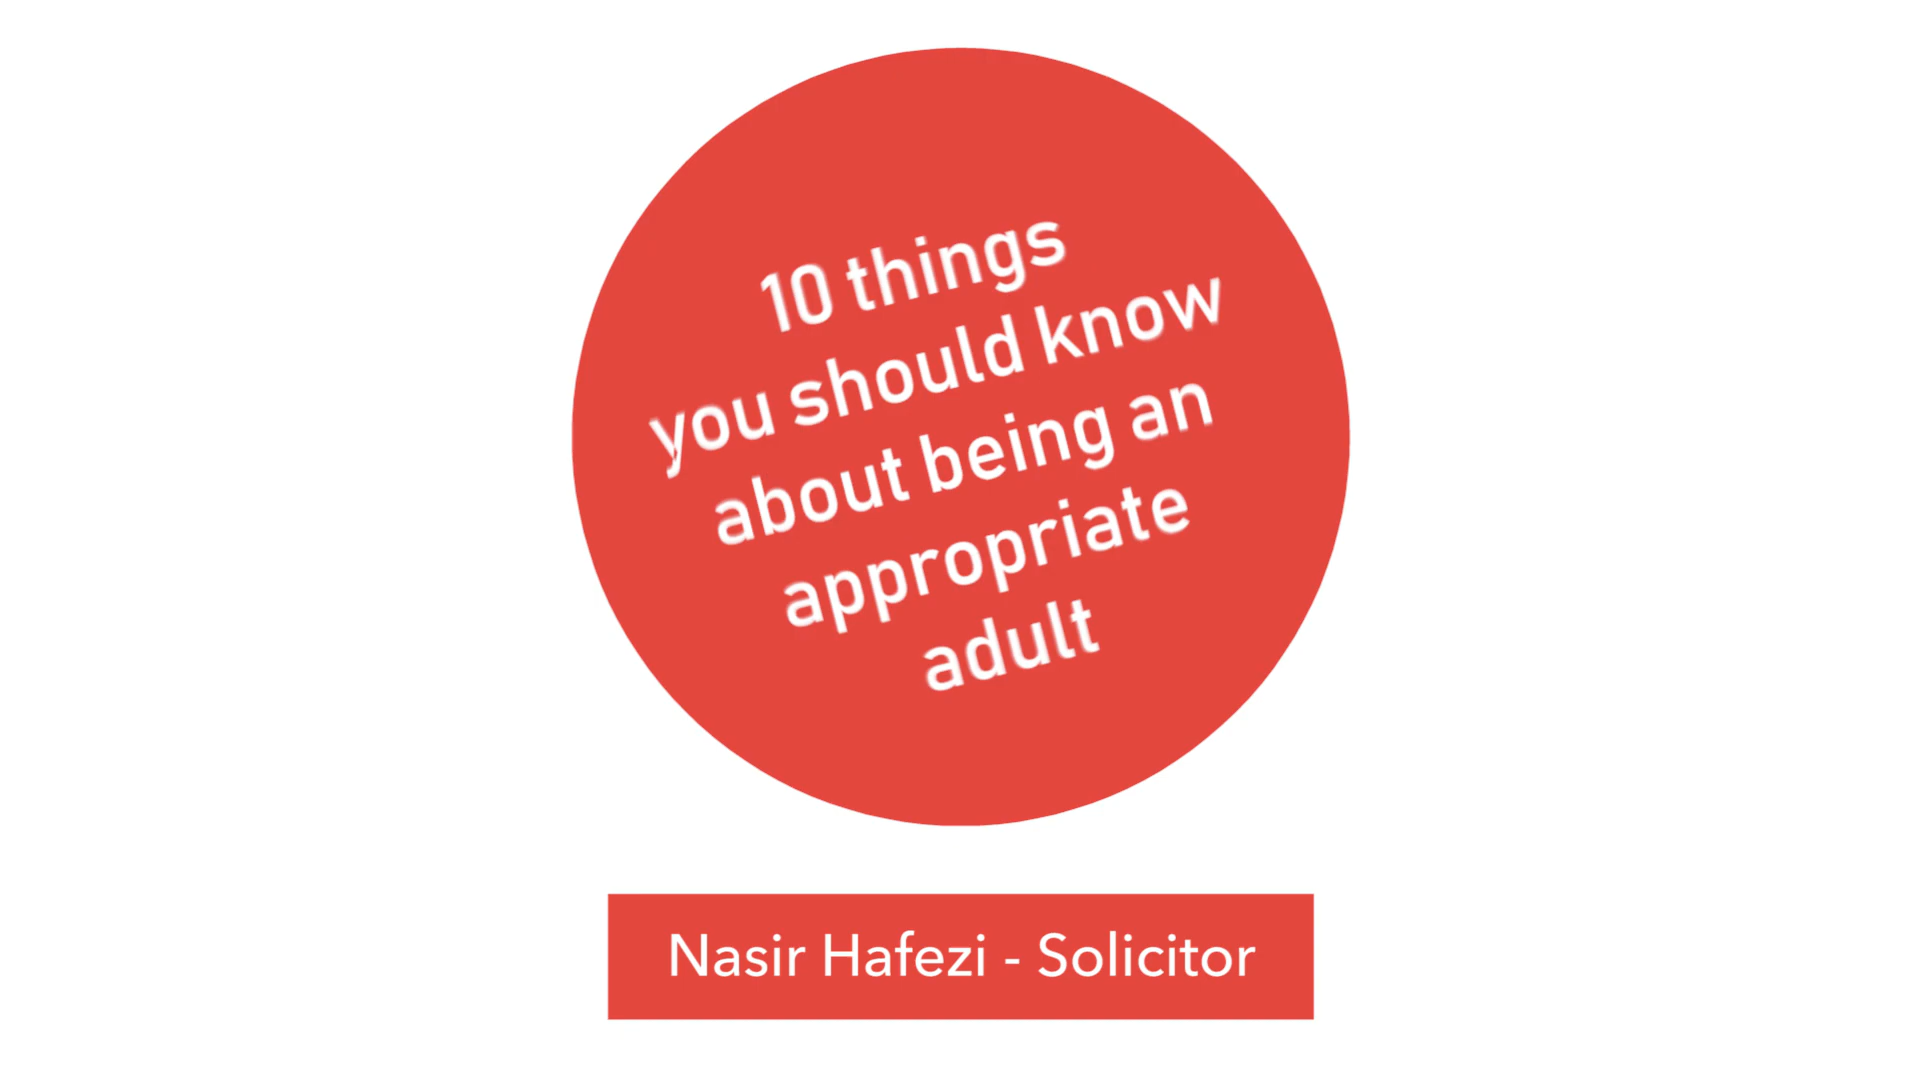 10 things
you should know
about being an
appropriate
adult
Nasir Hafezi - Solicitor